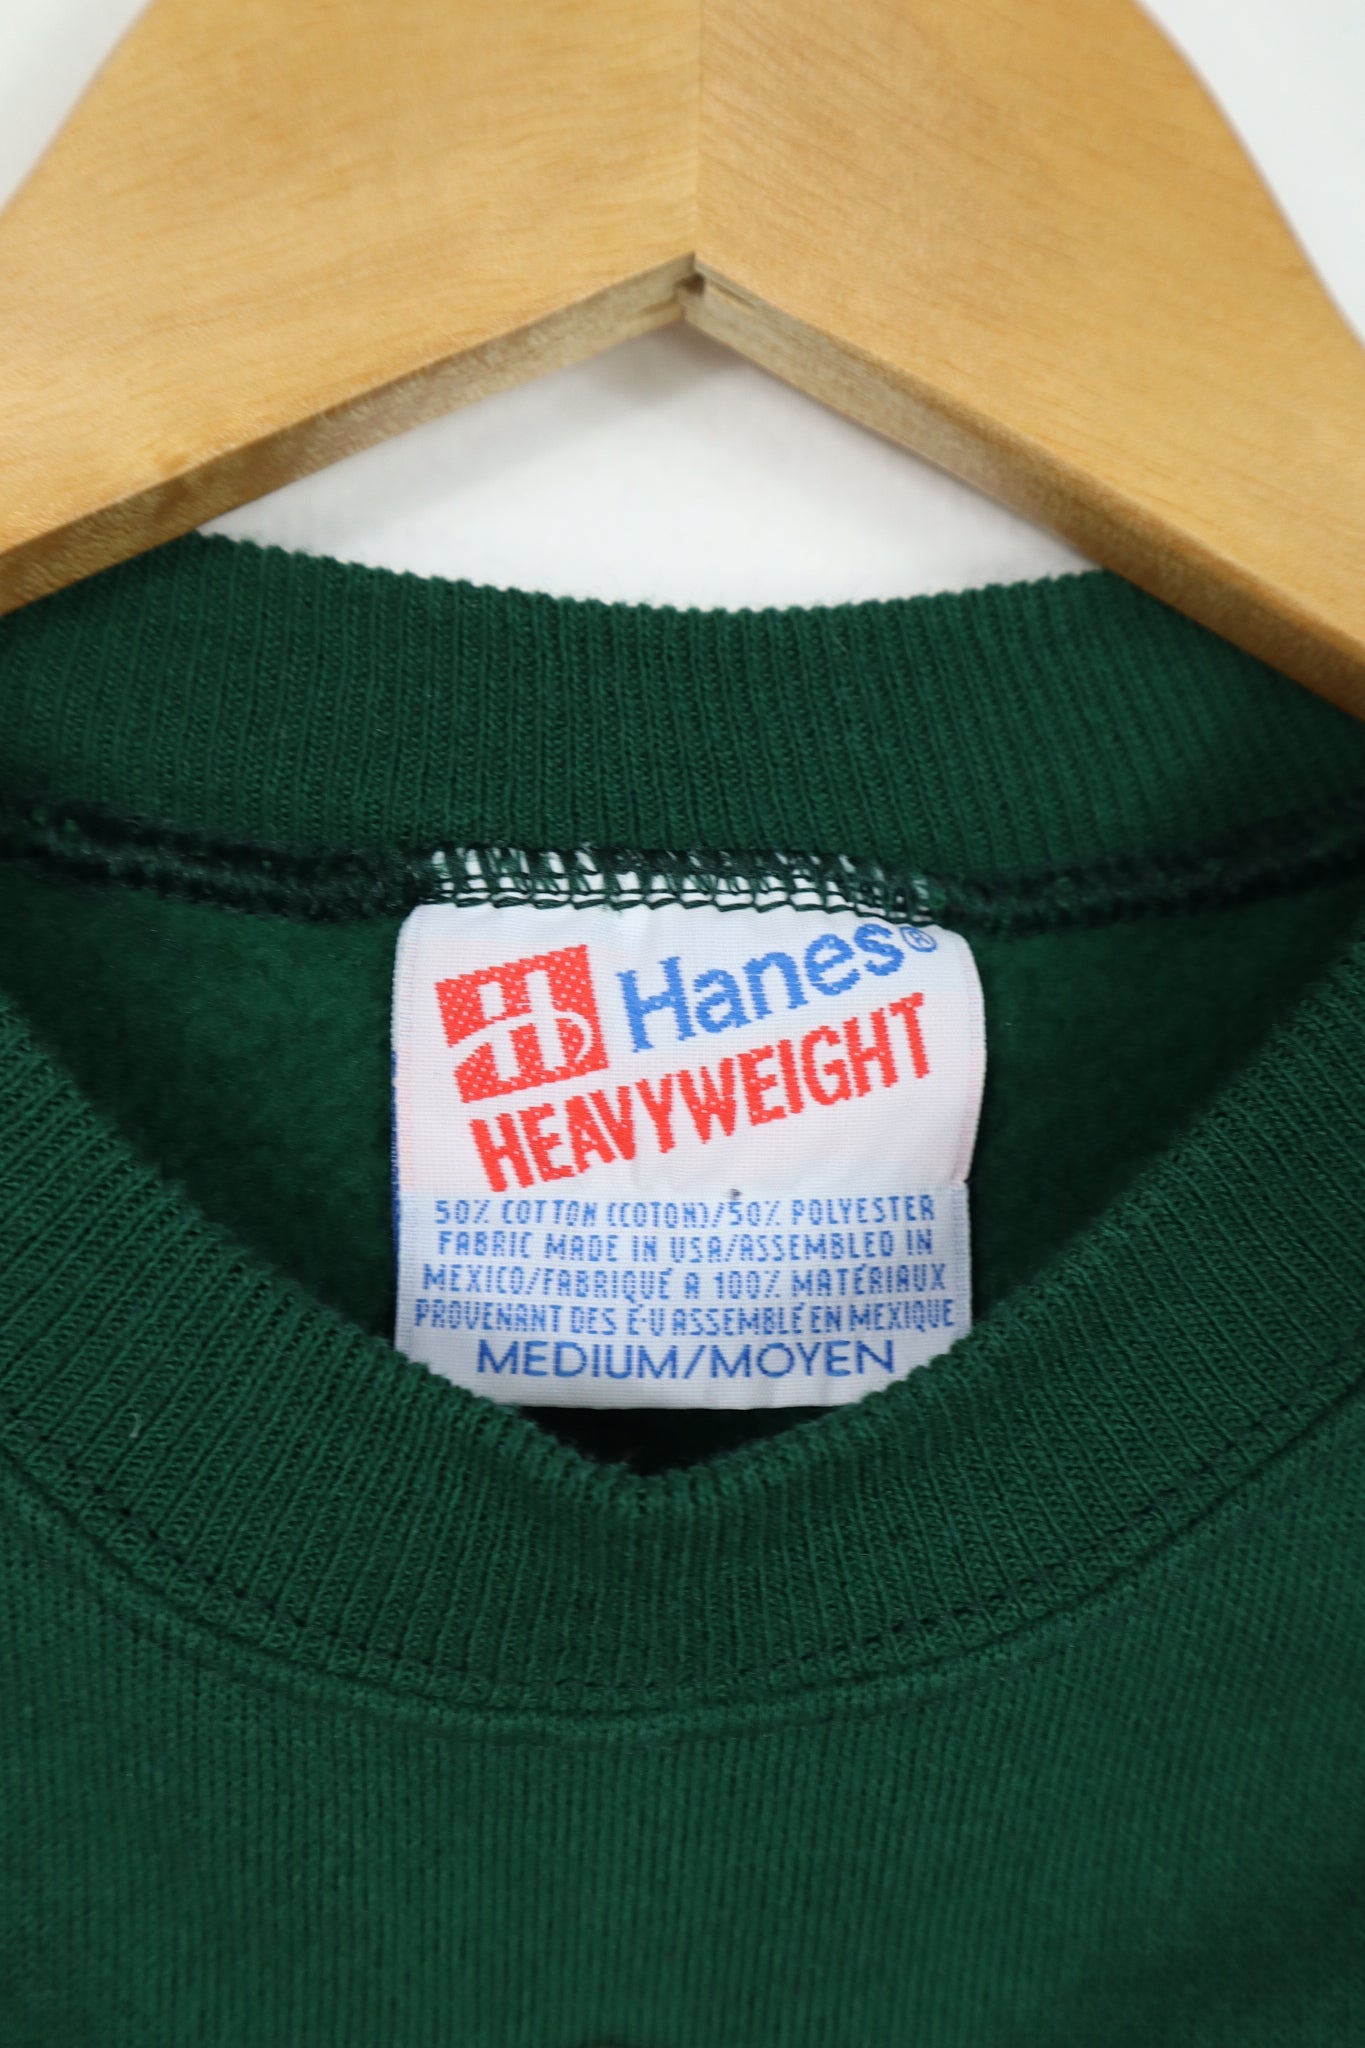 Hanes®
HEAVYWEIGHT
50% COTTON (COTON)/50% POLYESTER
FABRIC MADE IN USA/ASSEMBLED IN
MEXICO/FABRIQUÉ A 100% MATÉRIAUX
PROVENANT DES É-U ASSEMBLÉ EN MEXIQUE
MEDIUM/MOYEN